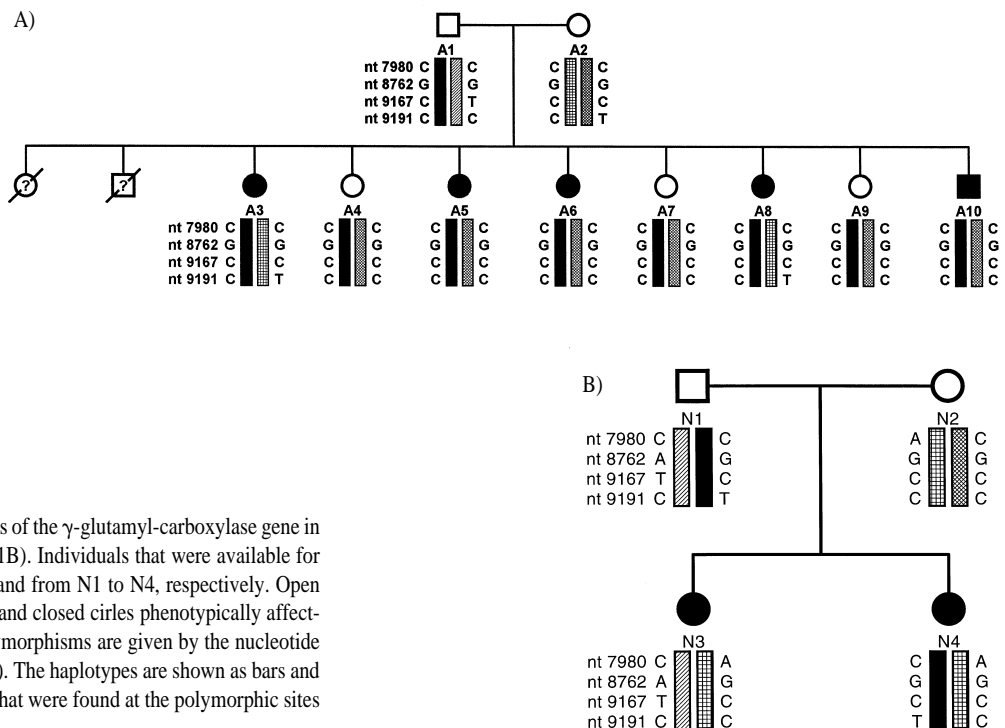 A)
A1 A2
nt 7980 C C C C
nt 8762 G G G G
nt 9167 C T C C
nt 9191 C C C T
? ?
A3 A4 A5 A6 A7 A8 A9 A10
nt 7980 C C C C C C C C C C C C C C C C
nt 8762 G G G G G G G G G G G G G G G G
nt 9167 C C C C C C C C C C C C C C C C
nt 9191 C T C C C C C C C C C T C C C C
B)
N1 N2
nt 7980 C C A C
nt 8762 A G G G
nt 9167 T C C C
nt 9191 C T C C
N3 N4
nt 7980 C A C A
nt 8762 A G G G
nt 9167 T C C C
nt 9191 C C T C
s of the γ-glutamyl-carboxylase gene in
1B). Individuals that were available for
and from N1 to N4, respectively. Open
and closed cirles phenotypically affect-
ymorphisms are given by the nucleotide
). The haplotypes are shown as bars and
hat were found at the polymorphic sites